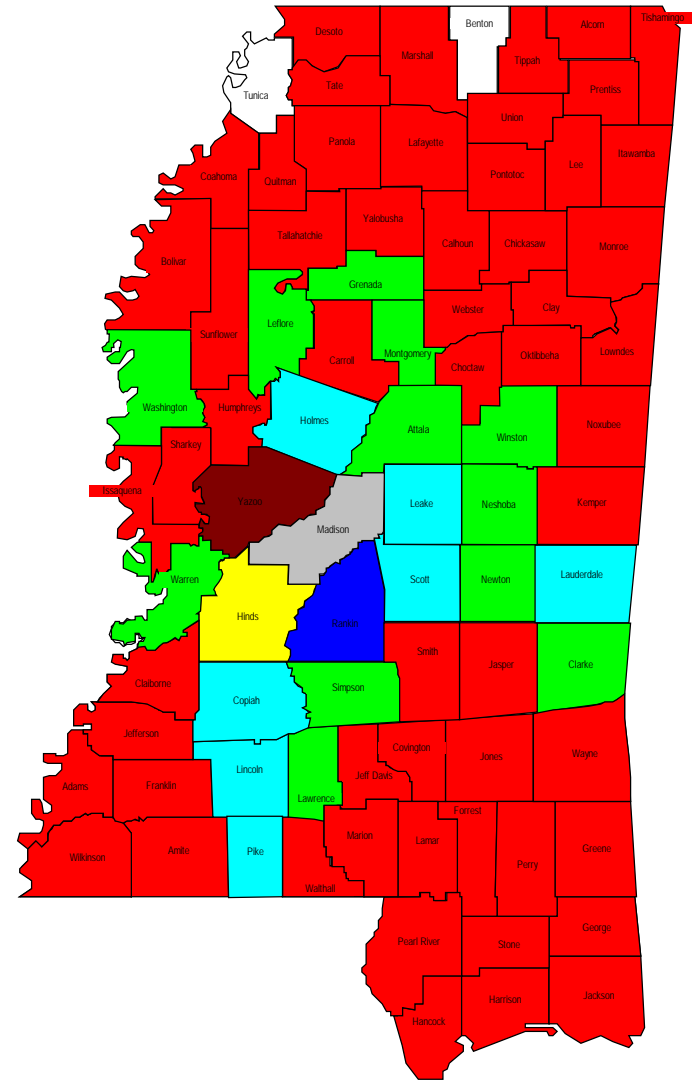 Benton
Tishamingo
Alcorn
Desoto
Marshall
Tippah
Tate
Prentiss
Tunica
Union
Panola
Lafayette
Itawamba
Lee
Pontotoc
Coahoma
Quitman
Yalobusha
Tallahatchie
Calhoun
Chickasaw
Monroe
Bolivar
Grenada
Webster
Clay
Leflore
Sunflower
Lowndes
Montgomery
Oktibbeha
Carroll
Choctaw
Washington
Humphreys
Holmes
Noxubee
Attala
Winston
Sharkey
Issaquena
Yazoo
Leake
Neshoba
Kemper
Madison
Warren
Scott
Newton
Lauderdale
Hinds
Rankin
Smith
Jasper
Clarke
Claiborne
Simpson
Copiah
Jefferson
Covington
Wayne
Jones
Lincoln
Jeff Davis
Adams
Franklin
Lawrence
Forrest
Marion
Lamar
Greene
Amite
Pike
Wilkinson
Perry
Walthall
George
Pearl River
Stone
Jackson
Harrison
Hancock